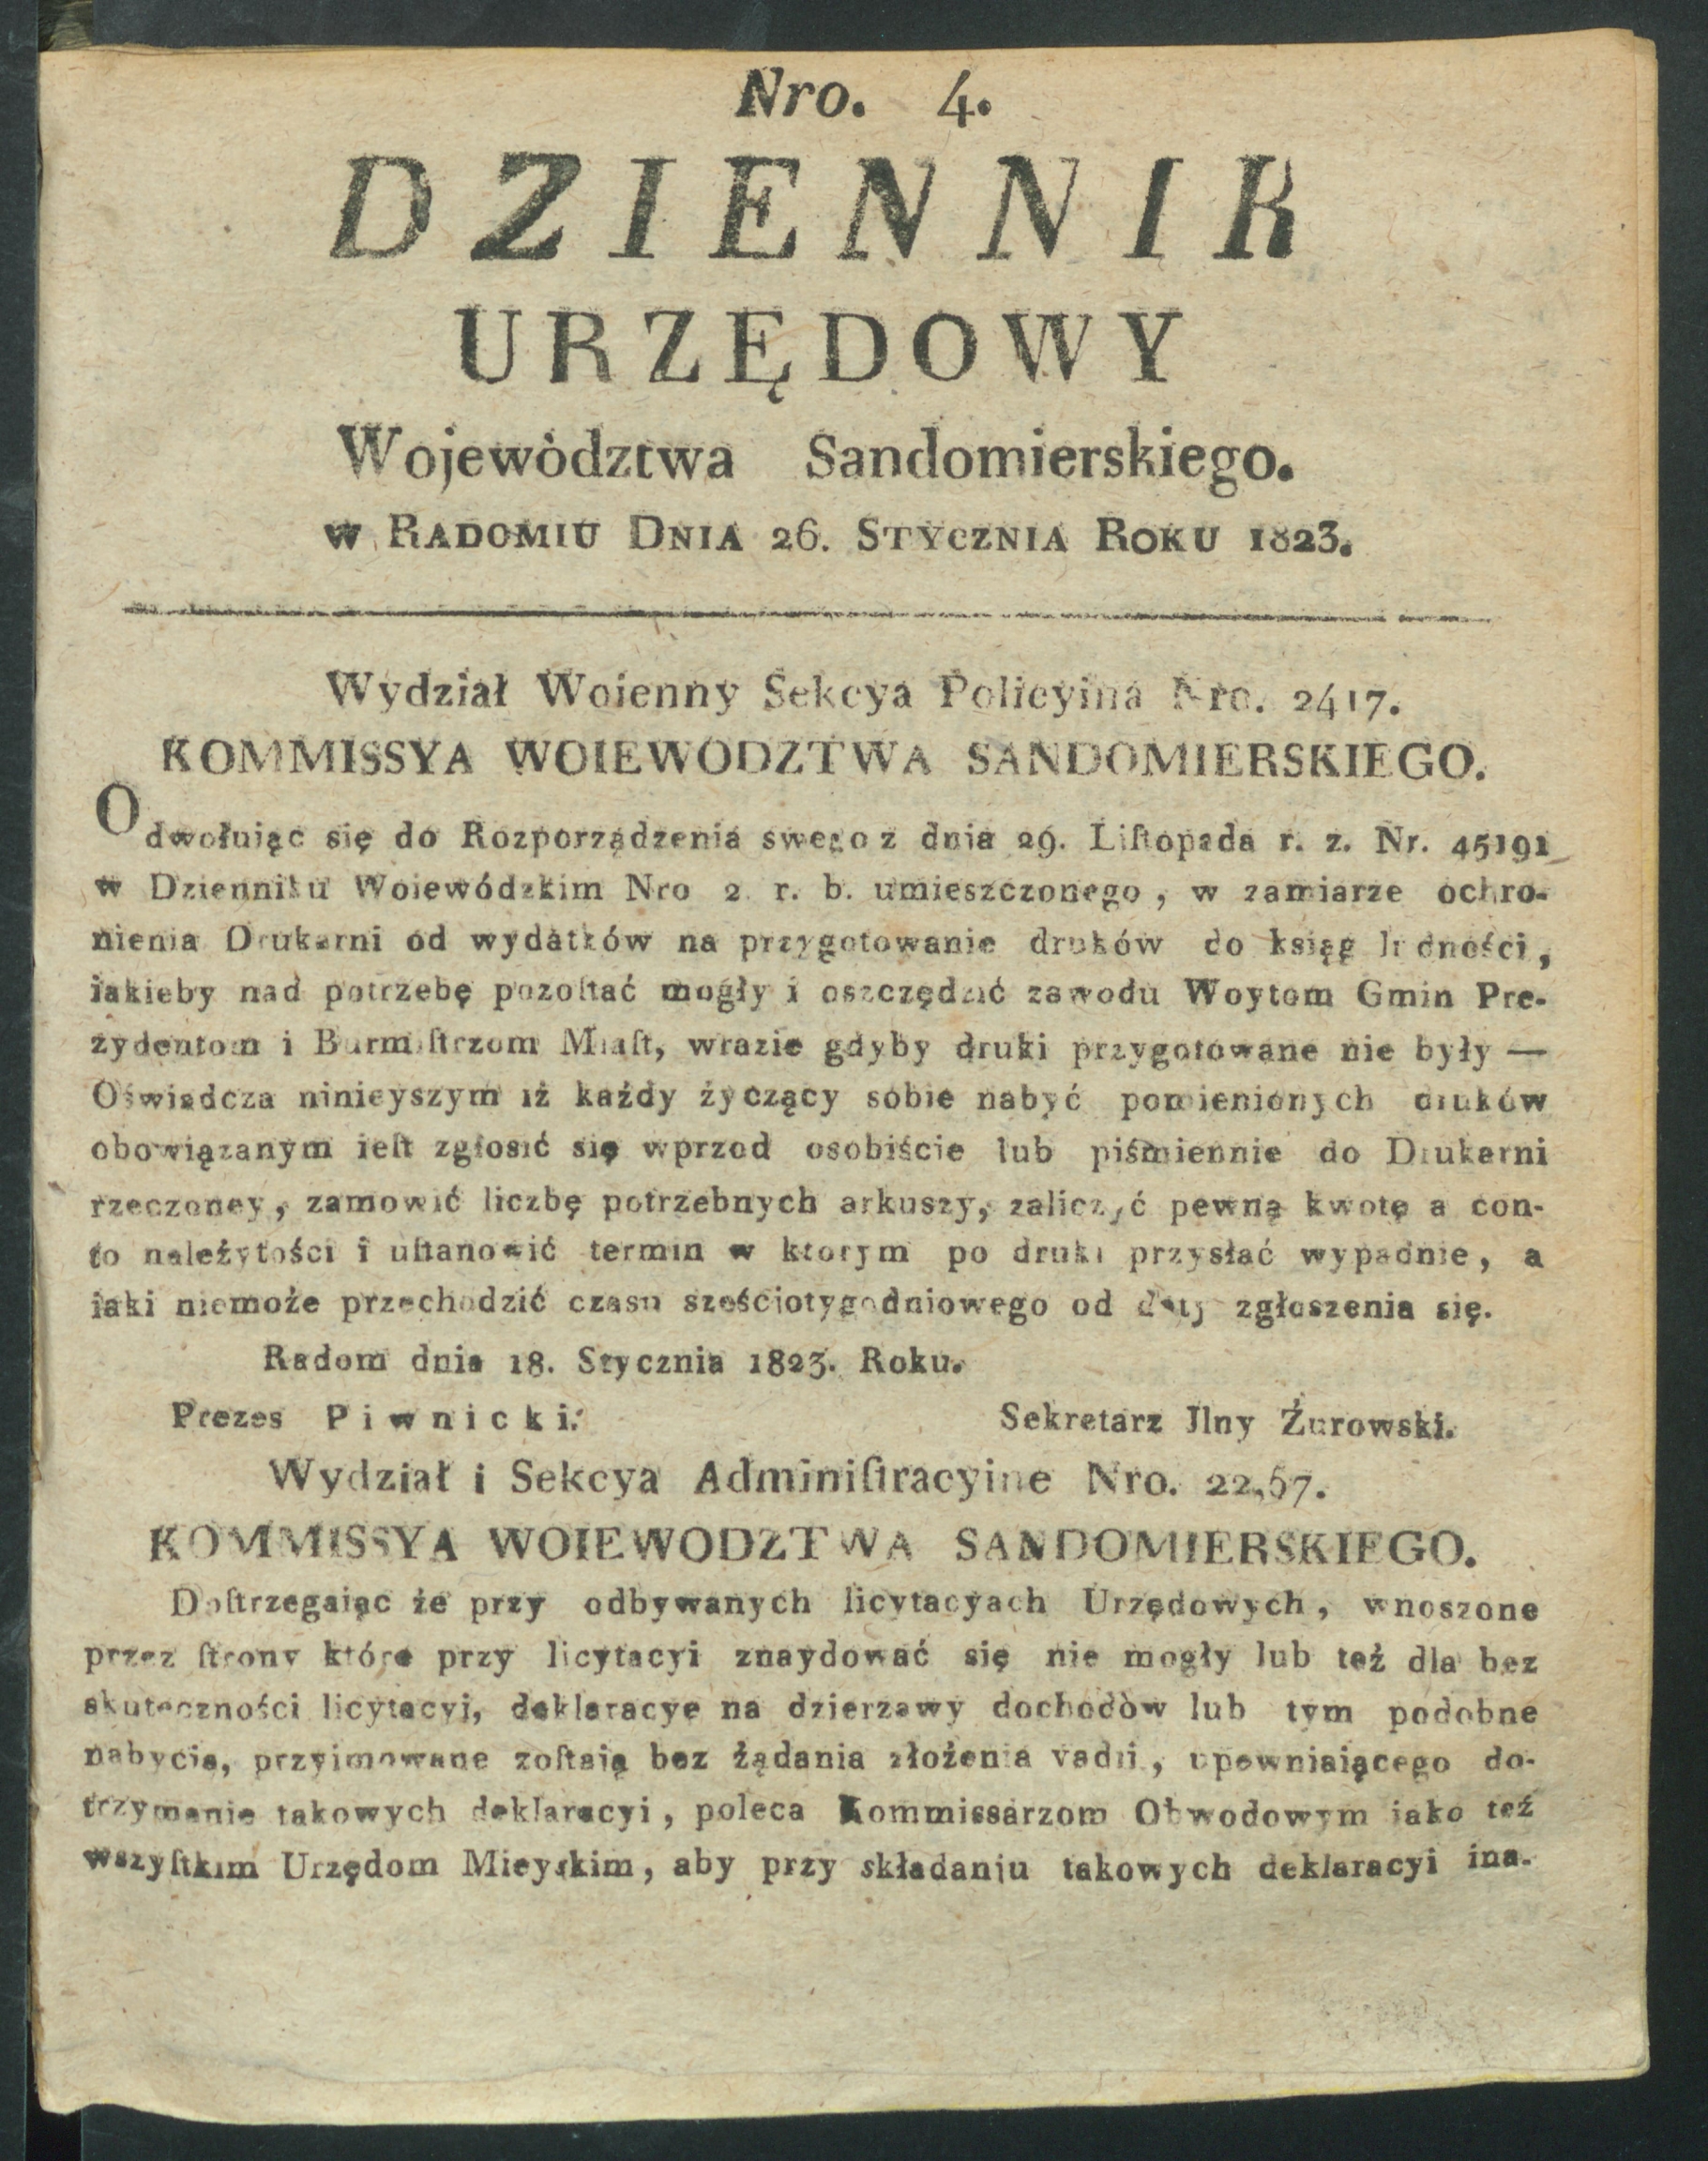 Nro. 4.
DZIENNIK
URZĘDOWY
Wojewòdztwa Sandomierskiego.
w RADOMIU DNIA 26. STYCZNIA ROKU 1823.
Wydział Woienny Sekcya Policyina Nro. 2417.
KOMMISSYA WOIEWODZTWA SANDOMIERSKIEGO.
Odwołuiąc się do Rozporządzenia swego z dnia 29. Liſtopada r. z. Nr. 45191
w Dzienniku Woiewódzkim Nro 2 r. b. umieszczonego, w zamiarze ochro-
nienia Drukarni od wydatków na przygotowanie druków do ksiąg ludności,
iakieby nad potrzebę pozoſtać mogły i oszczędzić zawodu Woytom Gmin Pre-
zydentom i Burmiſtrzom Miaſt, wrazie gdyby druki przygotowane nie były —
Oświadcza ninieyszym iż każdy życzący sobie nabyć pomienionych druków
obowiązanym ieſt zgłosić się wprzod osobiście lub piśmiennie do Drukarni
rzeczoney, zamowić liczbę potrzebnych arkuszy, zaliczyć pewną kwotę a con-
to należytości i uſtanowić termin w ktorym po druki przysłać wypadnie, a
iaki niemoże przechodzić czasu sześciotygodniowego od daty zgłoszenia się.
Radom dnia 18. Stycznia 1823. Roku.
Prezes Piwnicki. Sekretarz Jlny Żurowski.
Wydział i Sekcya Adminiſtracyine Nro.
KOMMISSYA WOIEWODZTWA SANDOMIERSKIEGO.
Doſtrzegaiąc że przy odbywanych licytacyach Urzędowych, wnoszone
przez ſtrony które przy licytacyi znaydować się nie mogły lub też dla bez
skuteczności licytacyi, deklaracye na dzierzawy dochodòw lub tym podobne
nabycia, przyimowane zoſtaią bez żądania złożenia vadii, upewniaiącego do-
trzymanie takowych deklaracyi, poleca Kommissarzom Obwodowym iako też
wszyſtkim Urzędom Mieyskim, aby przy składaniu takowych deklaracyi ina-